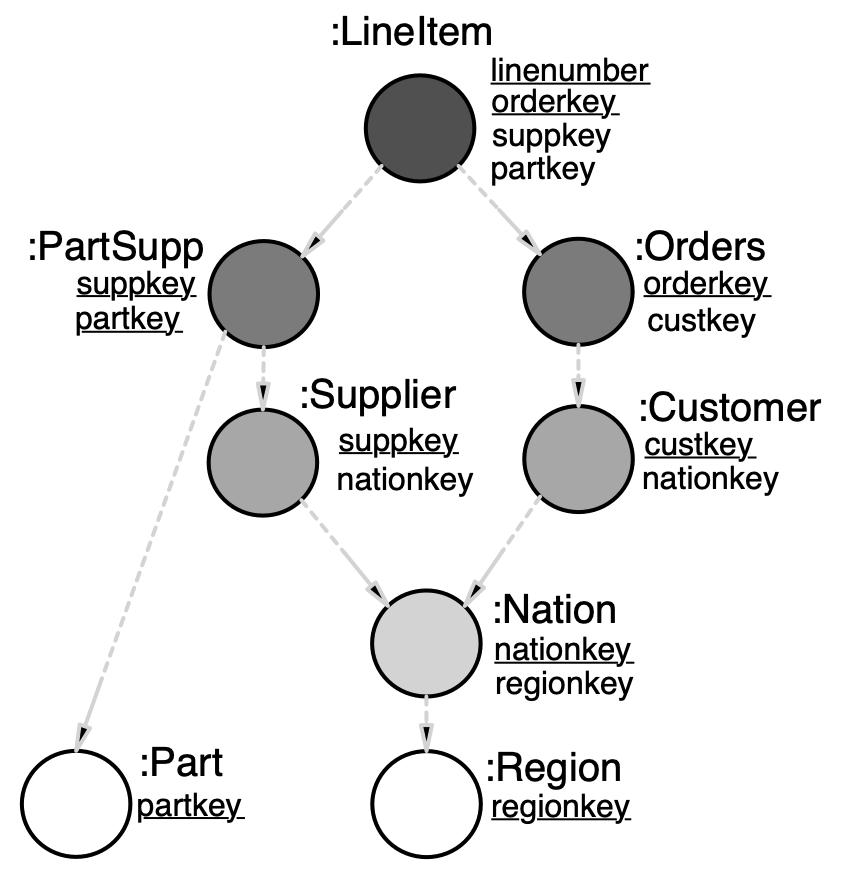 :LineItem
linenumber
orderkey
suppkey
partkey
:PartSupp
suppkey
partkey
:Orders
orderkey
custkey
:Supplier
suppkey
nationkey
:Customer
custkey
nationkey
:Nation
nationkey
regionkey
:Part
partkey
:Region
regionkey